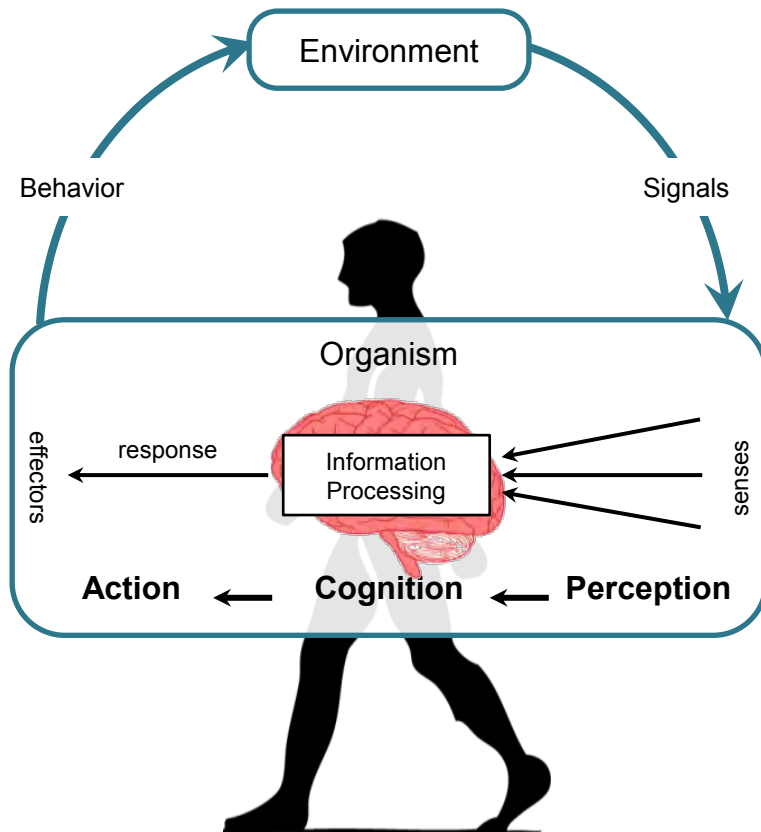 Environment
Behavior
Signals
Organism
effectors
response
Information
Processing
senses
Action
Cognition
Perception